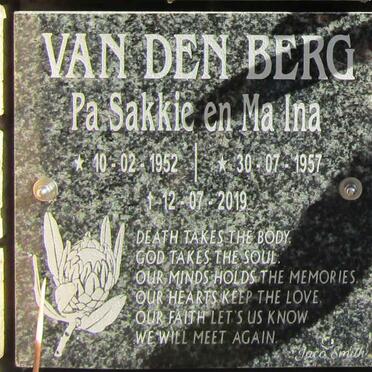 VAN DEN BERG
Pa Sakkie en Ma Ina
★ 10 - 02 - 1952 | ★ 30 - 07 - 1957
† 12 - 07 - 2019
DEATH TAKES THE BODY.
GOD TAKES THE SOUL.
OUR MINDS HOLDS THE MEMORIES
OUR HEARTS KEEP THE LOVE.
OUR FAITH LET'S US KNOW
WE WILL MEET AGAIN.
Jaco Smith